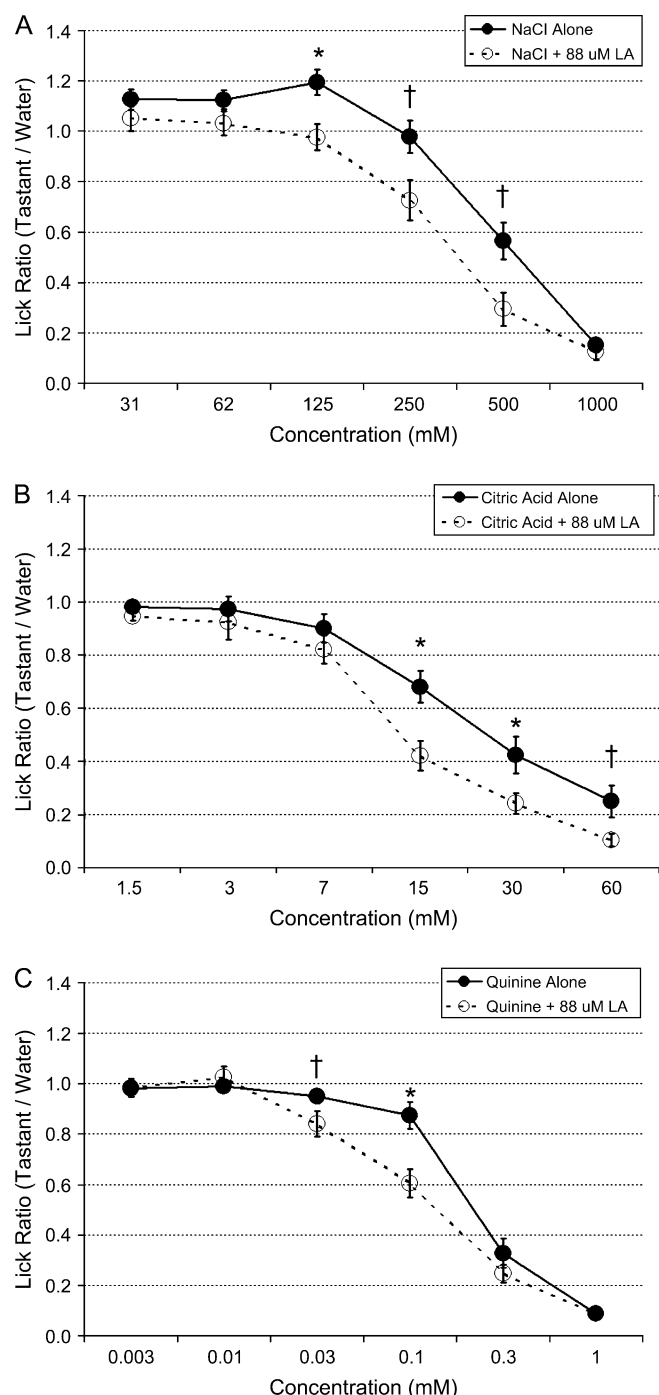 A
NaCl Alone
NaCl + 88 uM LA
Lick Ratio (Tastant / Water)
1.4
1.2
1.0
0.8
0.6
0.4
0.2
0.0
*
†
†
31 62 125 250 500 1000
Concentration (mM)
B
Citric Acid Alone
Citric Acid + 88 uM LA
Lick Ratio (Tastant / Water)
1.4
1.2
1.0
0.8
0.6
0.4
0.2
0.0
*
*
†
1.5 3 7 15 30 60
Concentration (mM)
C
Quinine Alone
Quinine + 88 uM LA
Lick Ratio (Tastant / Water)
1.4
1.2
1.0
0.8
0.6
0.4
0.2
0.0
†
*
0.003 0.01 0.03 0.1 0.3 1
Concentration (mM)